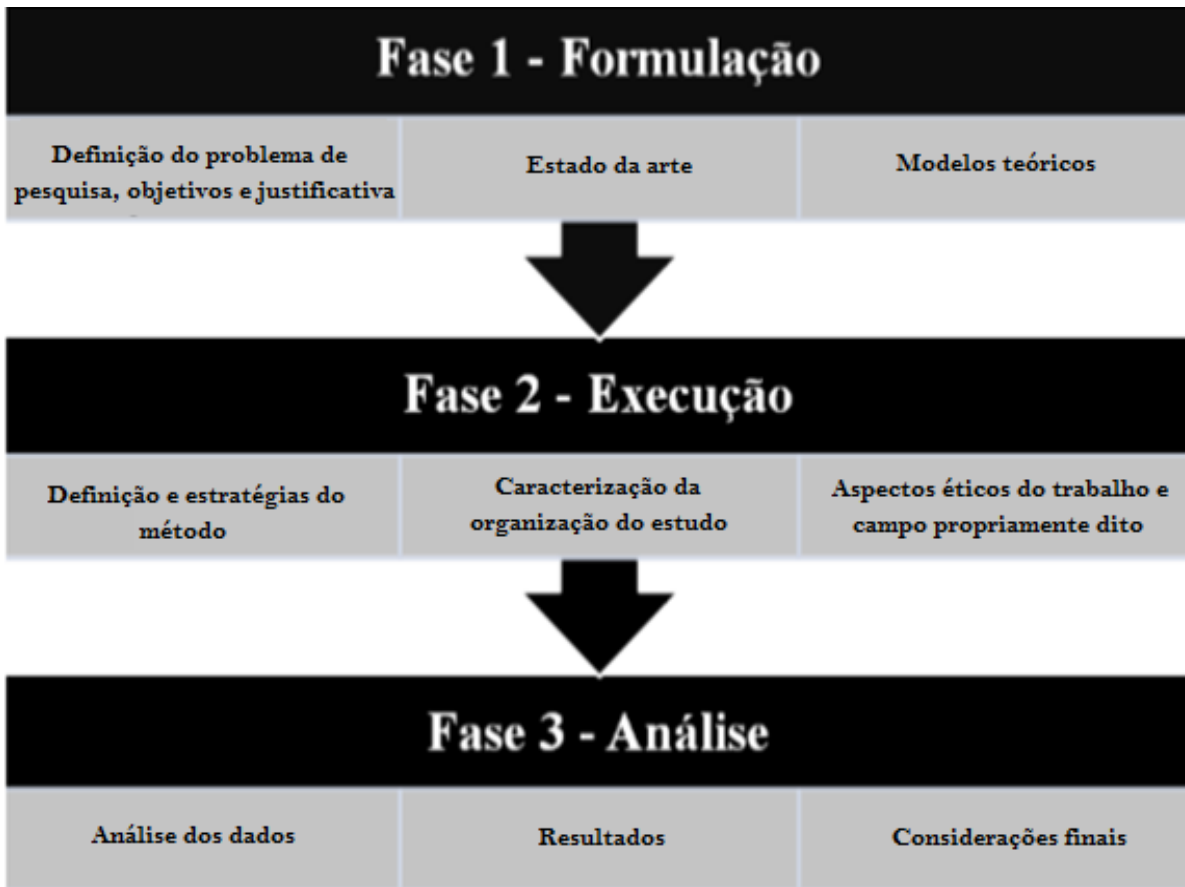 Fase 1 - Formulação
Definição do problema de
pesquisa, objetivos e justificativa
Estado da arte
Modelos teóricos
Fase 2 - Execução
Definição e estratégias do
método
Caracterização da
organização do estudo
Aspectos éticos do trabalho e
campo propriamente dito
Fase 3 - Análise
Análise dos dados
Resultados
Considerações finais